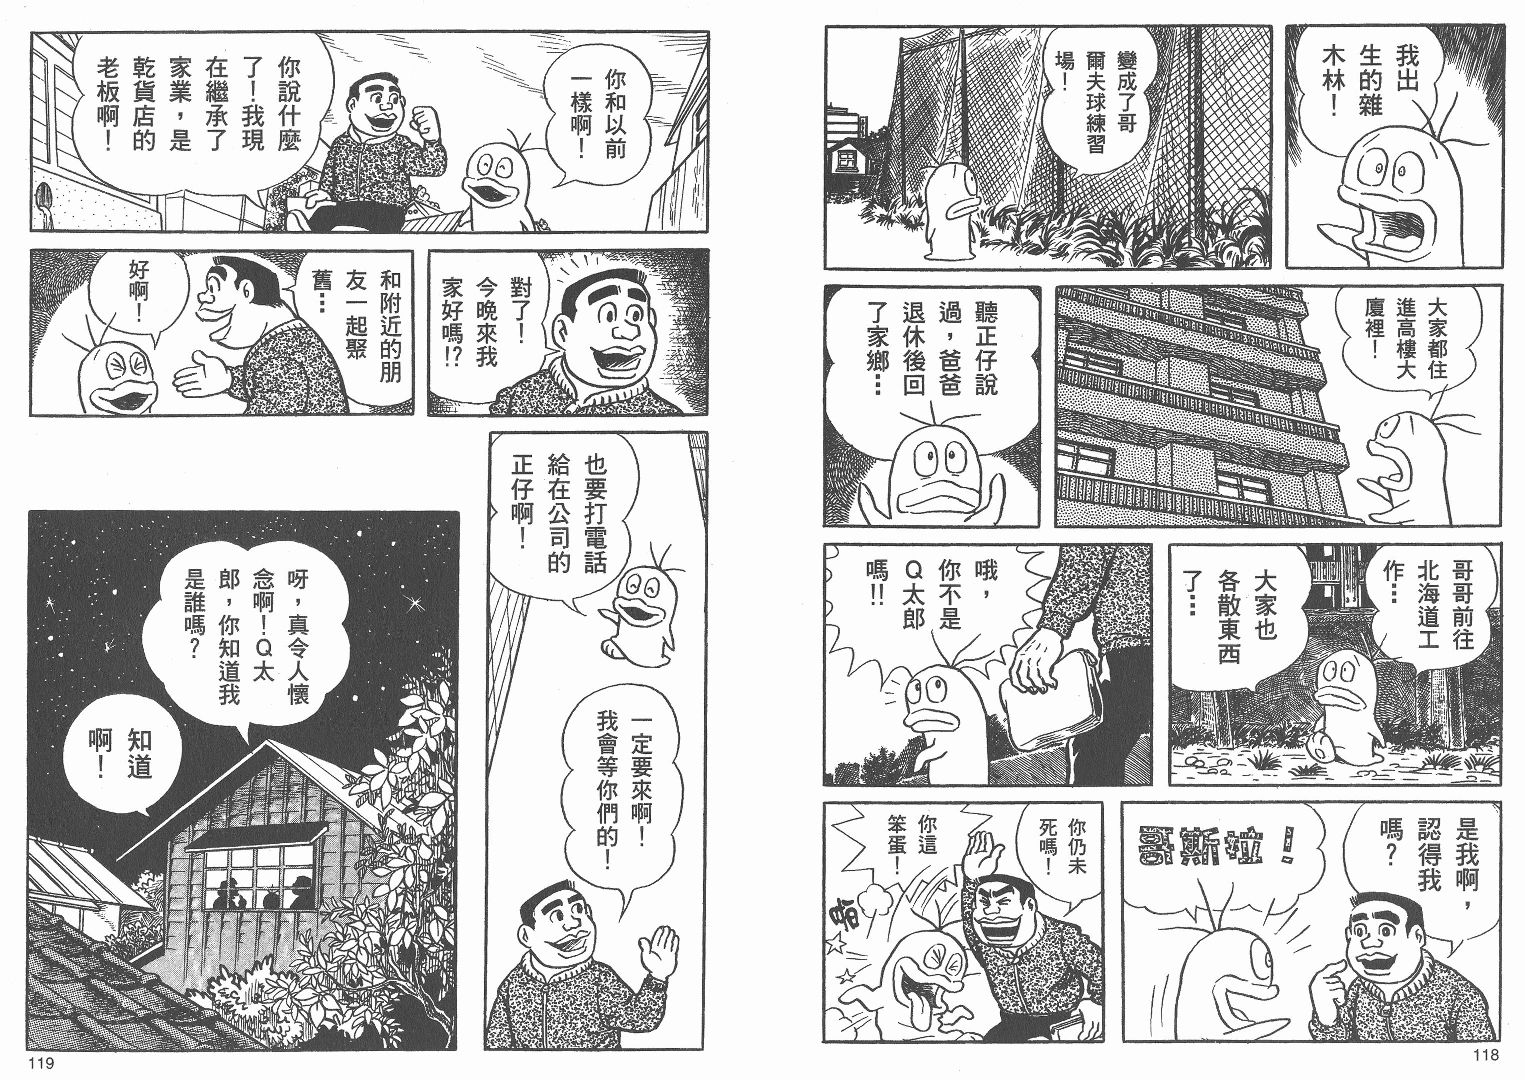 我出
生的雜
木林！
變成了哥
爾夫球練習
場！
大家都住
進高樓大
廈裡！
聽正仔說
過，爸爸
退休後回
了家鄉…
哥哥前往
北海道工
作…
大家也
各散東西
了…
哦，
你不是
Q太郎
嗎!!
是我啊，
認得我
嗎？
哥斯拉！
你仍未
死嗎！
你這
笨蛋！
啪
118
你和以前
一樣啊！
你說什麼
了！我現
在繼承了
家業，是
乾貨店的
老板啊！
對了！
今晚來我
家好嗎!?
和附近的朋
友一起聚
舊…
好啊！
也要打電話
給在公司的
正仔啊！
一定要來啊！
我會等你們的！
呀，真令人懷
念啊！Q太
郎，你知道我
是誰嗎？
知道
啊！
119